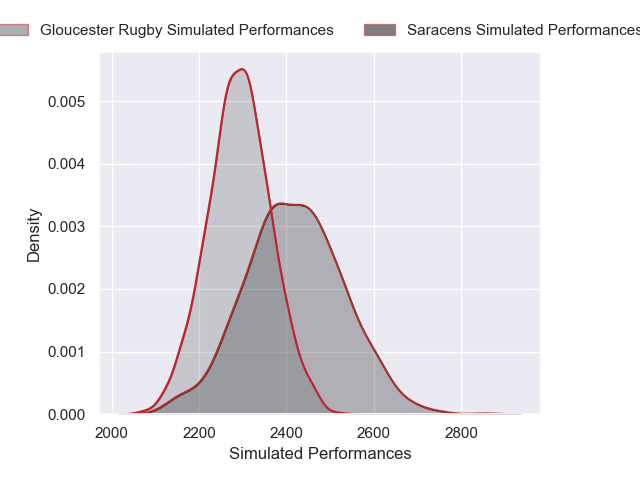 Gloucester Rugby Simulated Performances
Saracens Simulated Performances
0.005
0.004
0.003
0.002
0.001
0.000
Density
2000
2200
2400
2600
2800
Simulated Performances